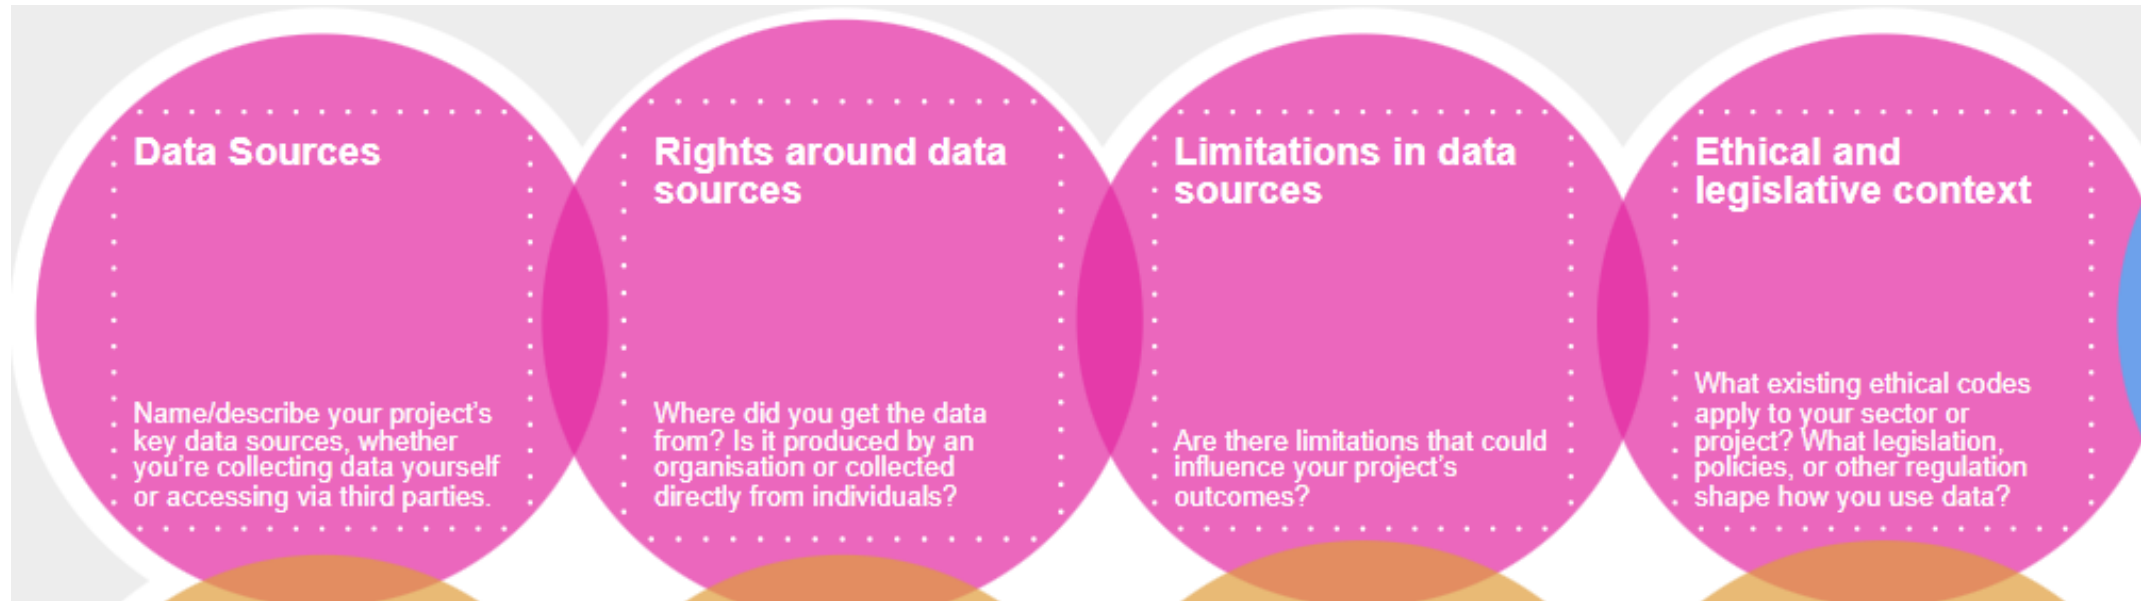 Data Sources
Name/describe your project's
key data sources, whether
you're collecting data yourself
or accessing via third parties.
Rights around data
sources
Where did you get the data
from? Is it produced by an
organisation or collected
directly from individuals?
Limitations in data
sources
Are there limitations that could
influence your project's
outcomes?
Ethical and
legislative context
What existing ethical codes
apply to your sector or
project? What legislation,
policies, or other regulation
shape how you use data?